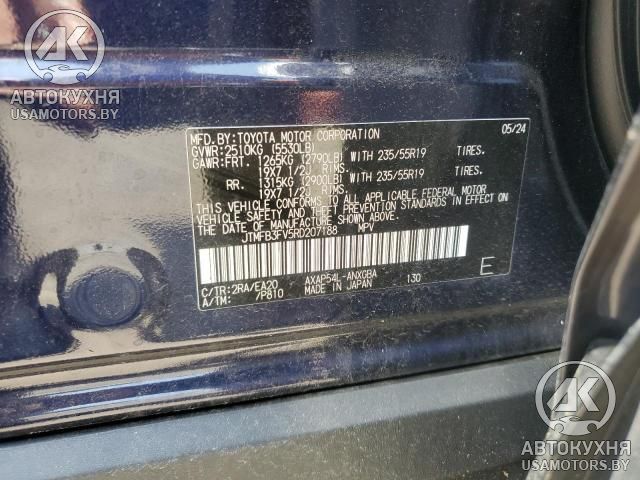 АК
АВТОКУХНЯ
USAMOTORS.BY
MFD.BY:TOYOTA MOTOR CORPORATION 05/24
GVWR:2510KG (5530LB)
GAWR:FRT. 1265KG (2790LB) WITH 235/55R19 TIRES.
19X7 1/2J RIMS.
RR. 1315KG (2900LB) WITH 235/55R19 TIRES.
19X7 1/2J RIMS.
THIS VEHICLE CONFORMS TO ALL APPLICABLE FEDERAL MOTOR
VEHICLE SAFETY AND THEFT PREVENTION STANDARDS IN EFFECT ON
THE DATE OF MANUFACTURE SHOWN ABOVE.
JTMFB3FV5RD207188 MPV
C/TR:2RA/EA20 AXAP54L-ANXGBA 130 E
A/TM: /P810 MADE IN JAPAN
АК
АВТОКУХНЯ
USAMOTORS.BY